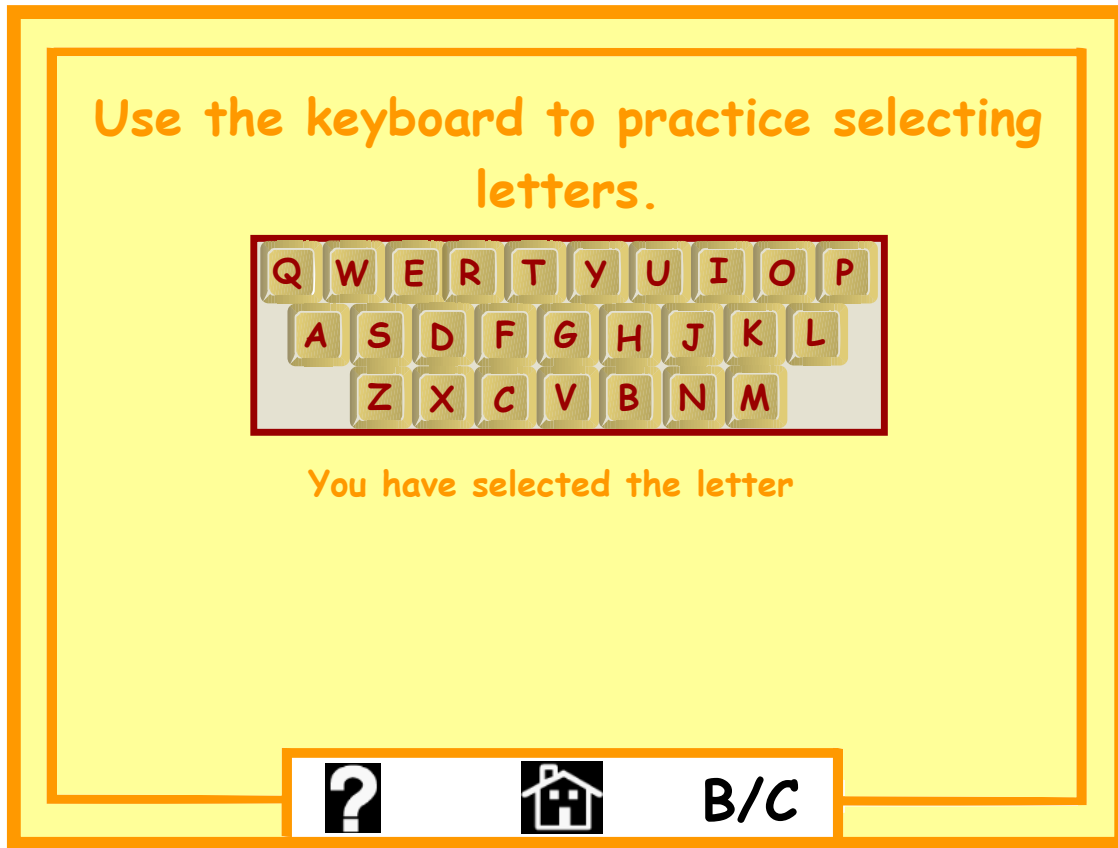 Use the keyboard to practice selecting
letters.
Q W E R T Y U I O P
A S D F G H J K L
Z X C V B N M
You have selected the letter
? B/C